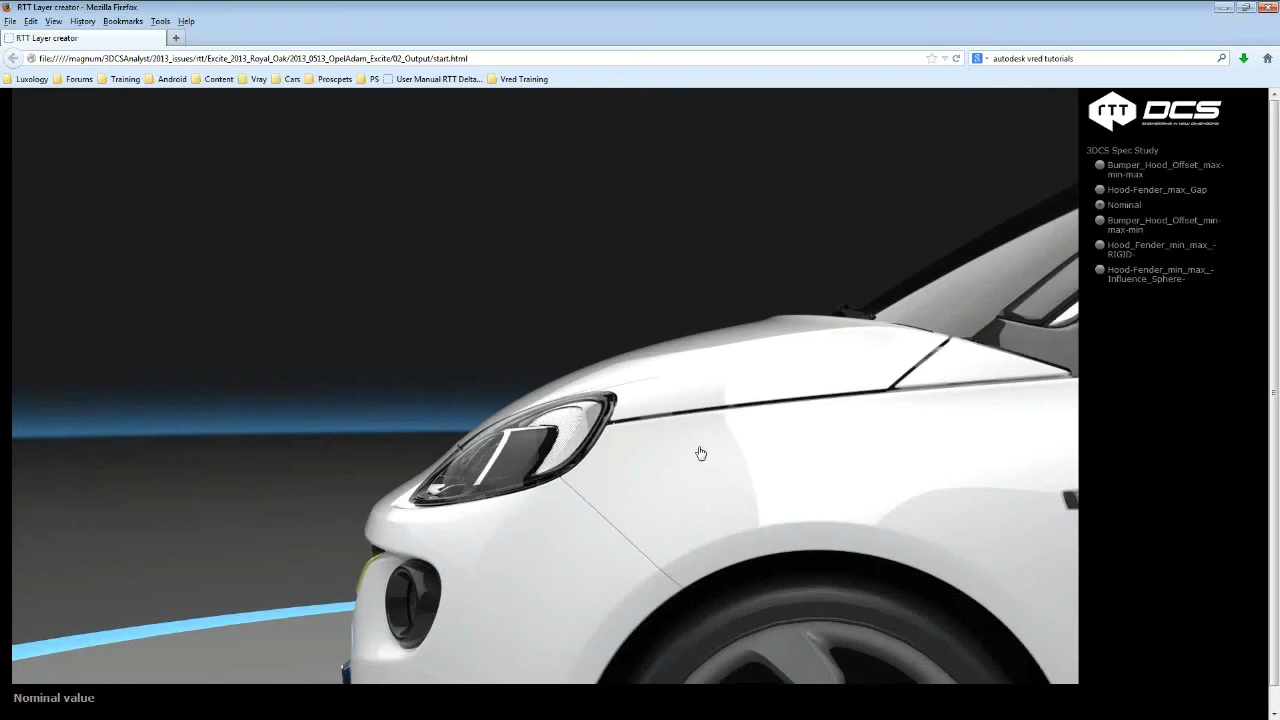 RTT Layer creator - Mozilla Firefox
File Edit View History Bookmarks Tools Help
RTT Layer creator
file://///magnum/3DCSAnalyst/2013_issues/rtt/Excite2013_Royal_Oak/2013_0513_OpelAdam_Excite/02_Output/start.html
autodesk vred tutorials
Luxology Forums Training Android Content Vray Cars Proscpets PS User Manual RTT Delta... Vred Training
rTT DCS
3DCS Spec Study
Bumper_Hood_Offset_max-
min-max
Hood-Fender_max_Gap
Nominal
Bumper_Hood_Offset_min-
max-min
Hood_Fender_min_max_-
RIGID-
Hood-Fender_min_max_-
Influence_Sphere-
Nominal value